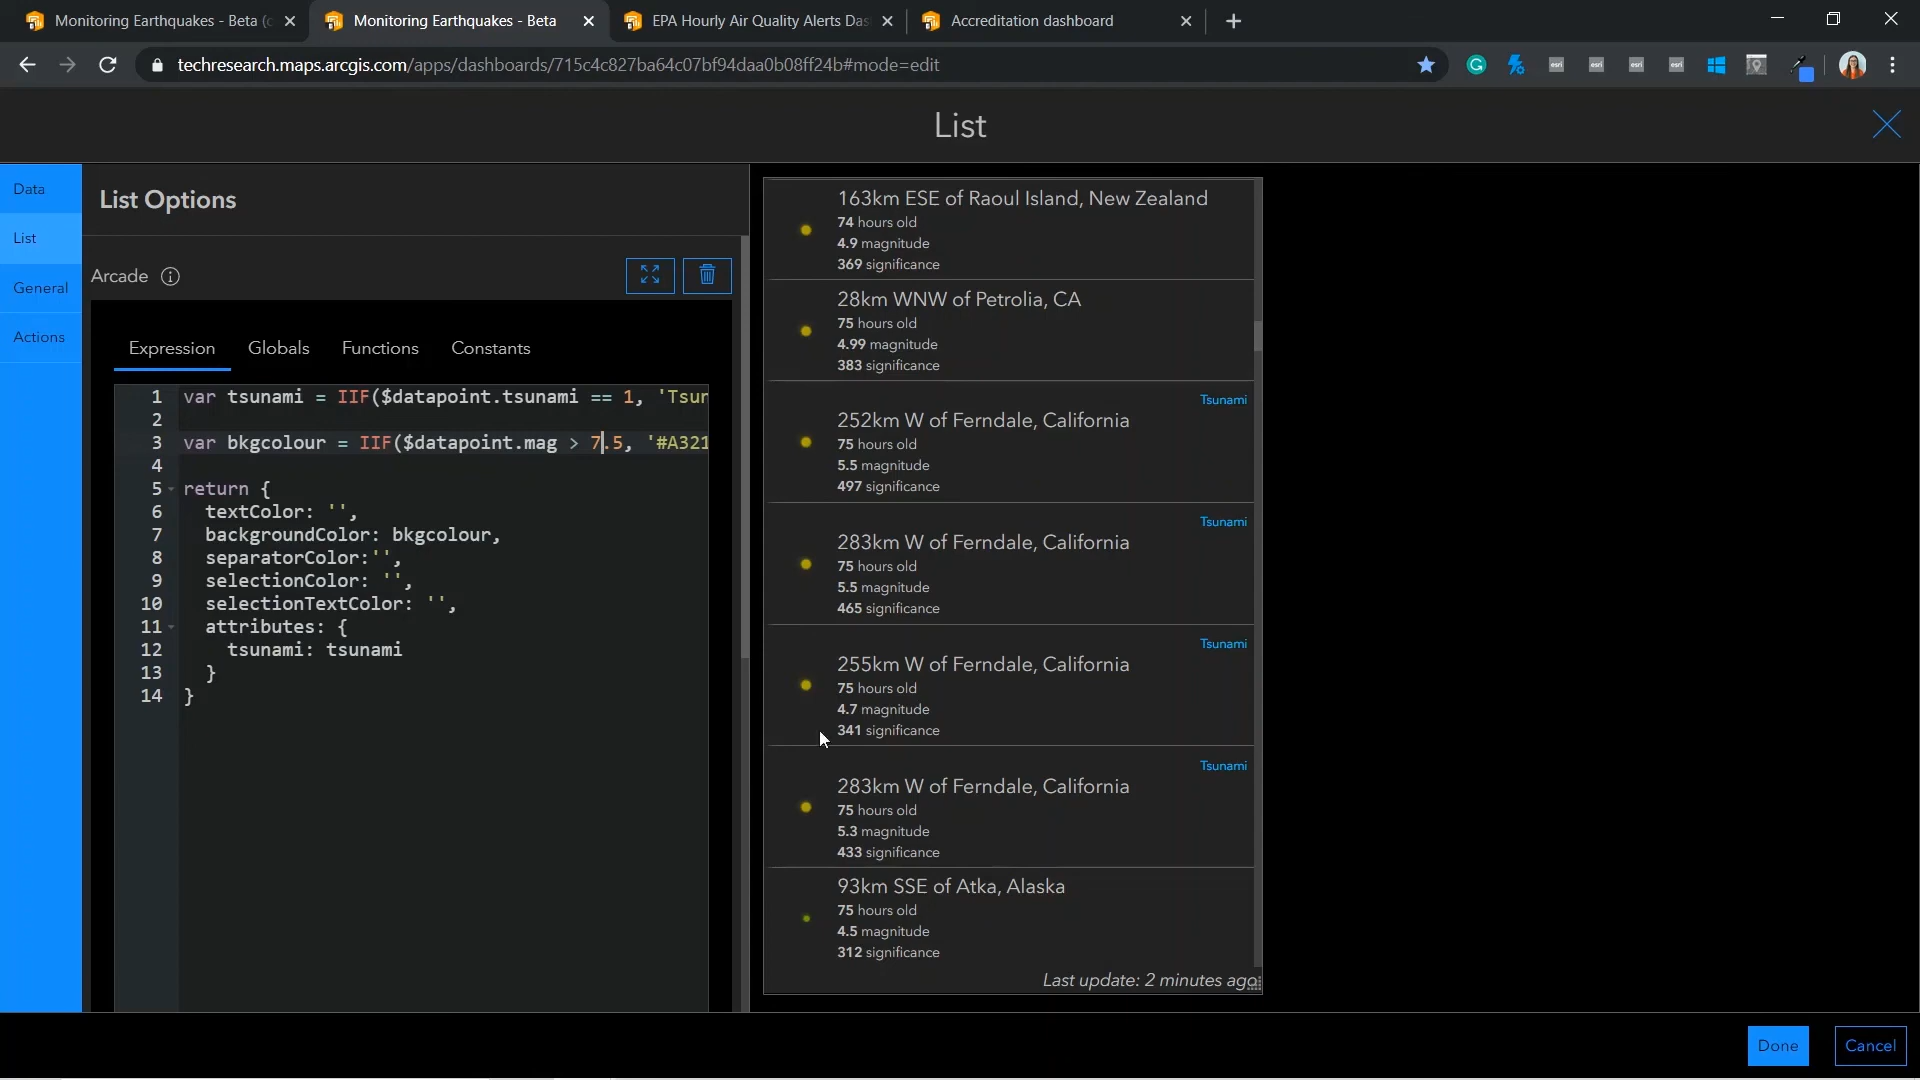 Monitoring Earthquakes - Beta (c
Monitoring Earthquakes - Beta
EPA Hourly Air Quality Alerts Das
Accreditation dashboard
techresearch.maps.arcgis.com/apps/dashboards/715c4c827ba64c07bf94daa0b08ff24b#mode=edit
esri esri esri esri
List
Data
List
General
Actions
List Options
Arcade
Expression Globals Functions Constants
1 var tsunami = IIF($datapoint.tsunami == 1, 'Tsun
2
3 var bkgcolour = IIF($datapoint.mag > 7.5, '#A321
4
5 return {
6 textColor: '',
7 backgroundColor: bkgcolour,
8 separatorColor:'',
9 selectionColor: '',
10 selectionTextColor: '',
11 attributes: {
12 tsunami: tsunami
13 }
14 }
163km ESE of Raoul Island, New Zealand
74 hours old
4.9 magnitude
369 significance
28km WNW of Petrolia, CA
75 hours old
4.99 magnitude
383 significance
Tsunami
252km W of Ferndale, California
75 hours old
5.5 magnitude
497 significance
Tsunami
283km W of Ferndale, California
75 hours old
5.5 magnitude
465 significance
Tsunami
255km W of Ferndale, California
75 hours old
4.7 magnitude
341 significance
Tsunami
283km W of Ferndale, California
75 hours old
5.3 magnitude
433 significance
93km SSE of Atka, Alaska
75 hours old
4.5 magnitude
312 significance
Last update: 2 minutes ago
Done
Cancel